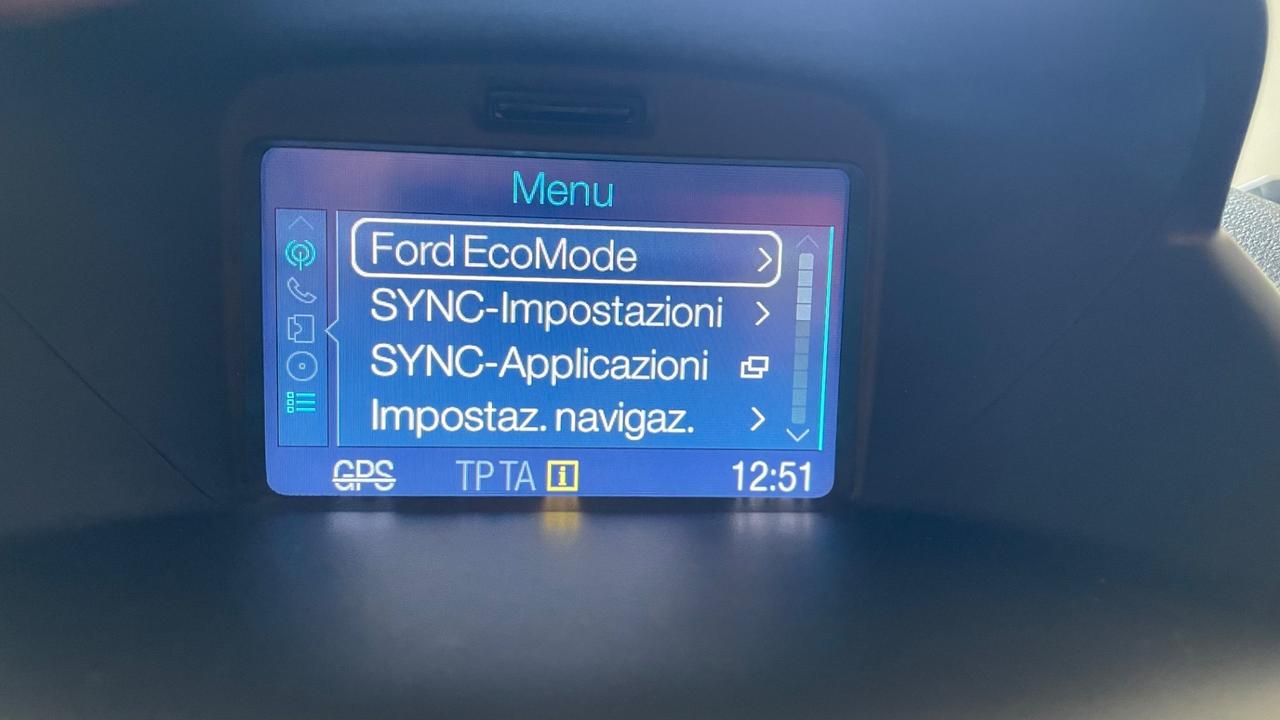 Menu
Ford EcoMode
SYNC-Impostazioni
SYNC-Applicazioni
Impostaz. navigaz.
GPS TP TA i 12:51